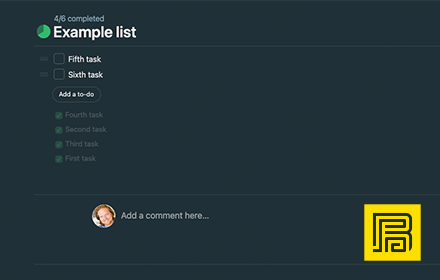 4/6 completed
Example list
Fifth task
Sixth task
Add a to-do
Fourth task
Second task
Third task
First task
Add a comment here...